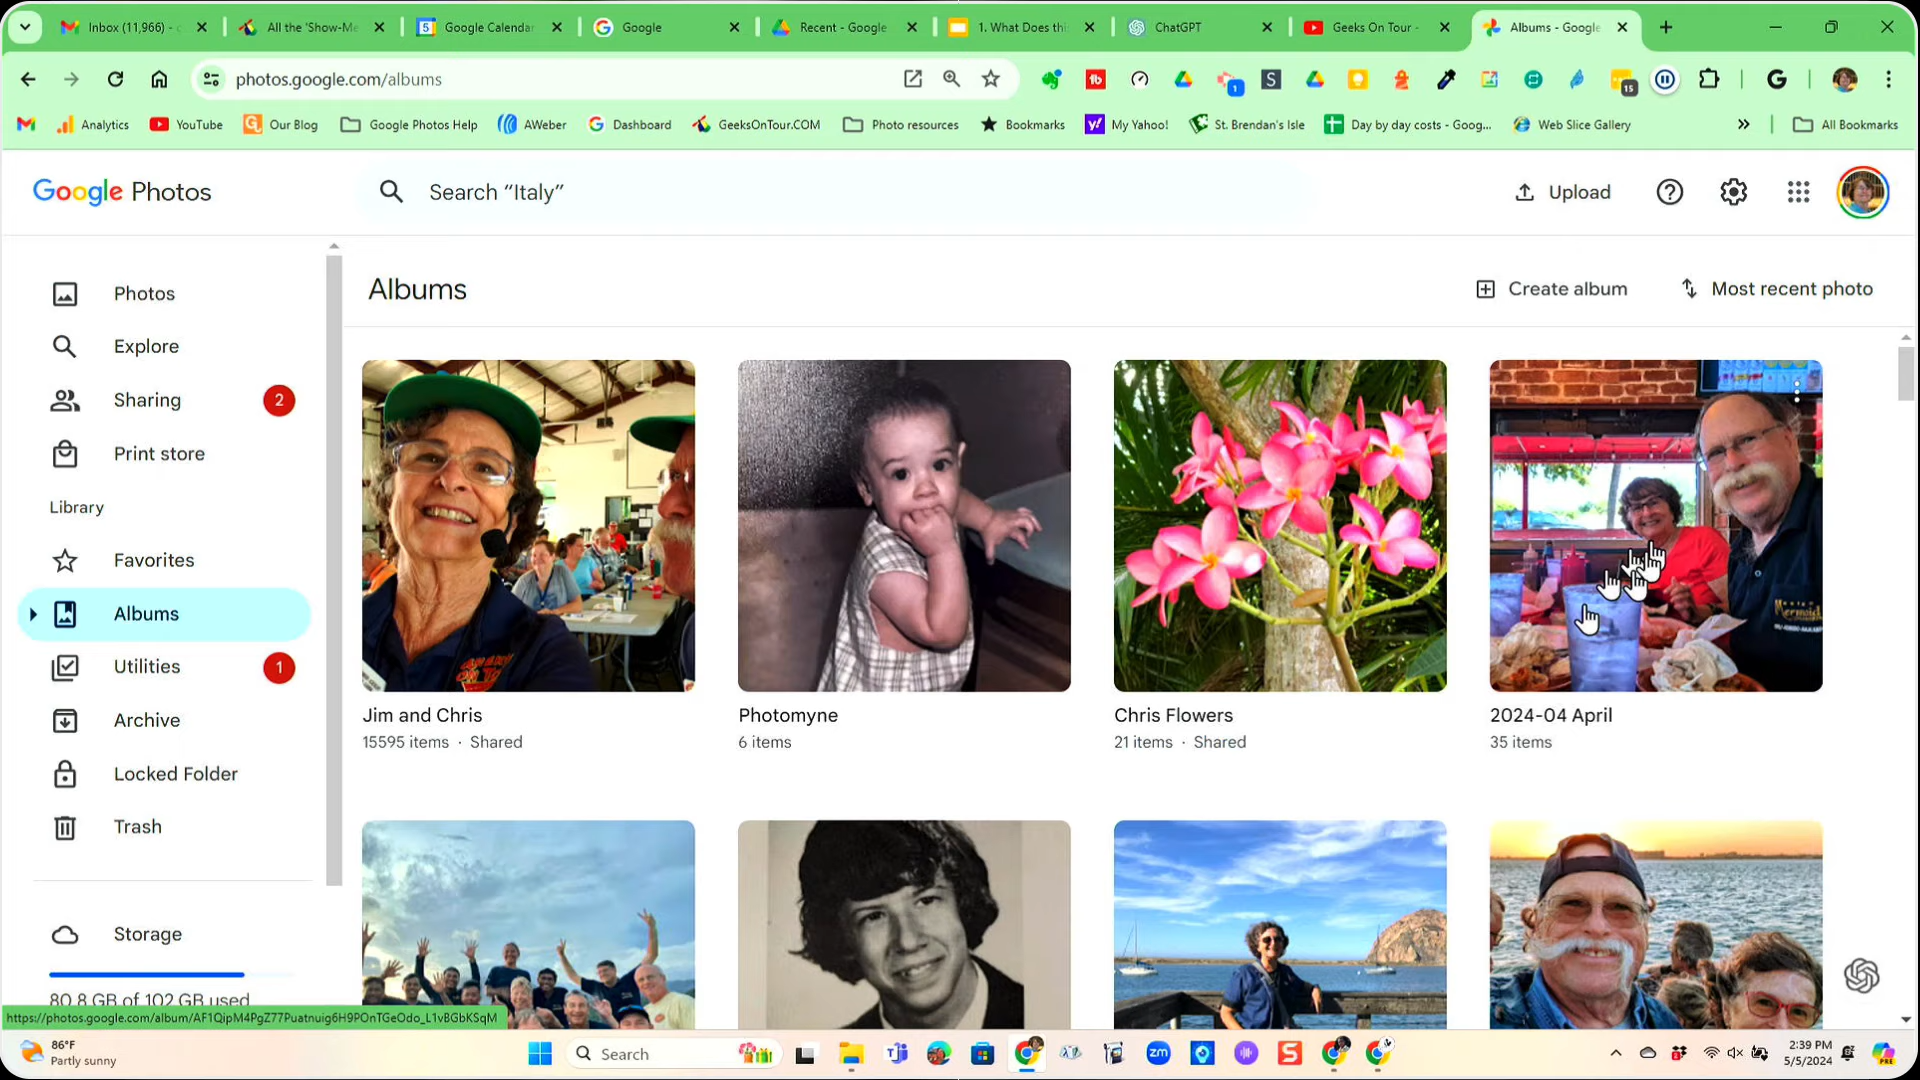 Inbox (11,966) - c
All the 'Show-Me
Google Calenda
Google
Recent - Google
1. What Does thi
ChatGPT
Geeks On Tour -
Albums - Google
photos.google.com/albums
1
15
Analytics
YouTube
Our Blog
Google Photos Help
AWeber
Dashboard
GeeksOnTour.COM
Photo resources
Bookmarks
My Yahoo!
St. Brendan's Isle
Day by day costs - Goog...
Web Slice Gallery
All Bookmarks
Google Photos
Search “Italy”
Upload
Photos
Explore
Sharing
2
Print store
Library
Favorites
Albums
Utilities
1
Archive
Locked Folder
Trash
Storage
80.8 GB of 102 GB used
Albums
Create album
Most recent photo
Jim and Chris
15595 items · Shared
Photomyne
6 items
Chris Flowers
21 items · Shared
2024-04 April
35 items
https://photos.google.com/album/AF1QipM4PgZ77Puatnuig6H9POnTGeOdo_L1vBGbKSqM
86°F
Partly sunny
Search
2:39 PM
5/5/2024